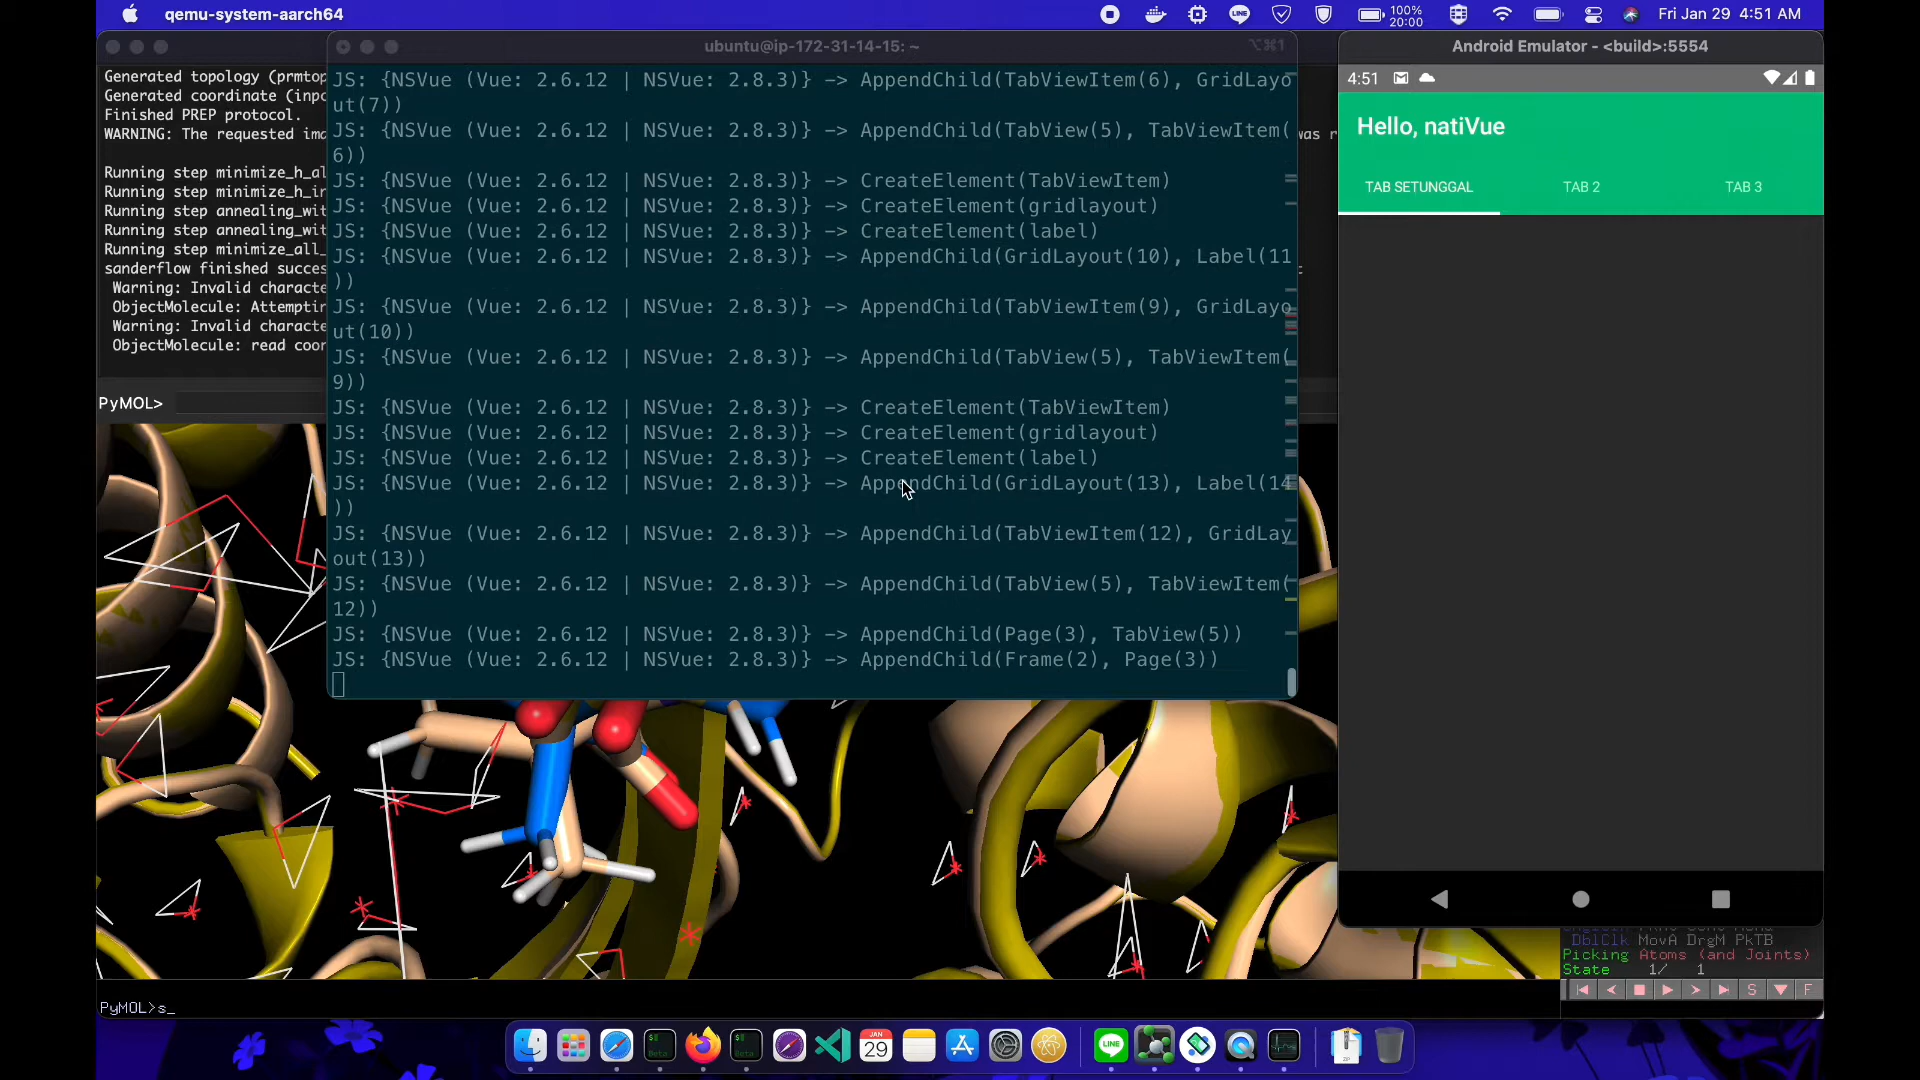 qemu-system-aarch64
100%
20:00
Fri Jan 29 4:51 AM
Generated topology (prmtop
Generated coordinate (inpc
Finished PREP protocol.
WARNING: The requested ima
was r
Running step minimize_h_al
Running step minimize_h_in
Running step annealing_wit
Running step annealing_wit
Running step minimize_all_
sanderflow finished succes
Warning: Invalid characte
ObjectMolecule: Attemptin
Warning: Invalid characte
ObjectMolecule: read coor
PyMOL>
ubuntu@ip-172-31-14-15: ~
⌥⌘1
JS: {NSVue (Vue: 2.6.12 | NSVue: 2.8.3)} -> AppendChild(TabViewItem(6), GridLayo
ut(7))
JS: {NSVue (Vue: 2.6.12 | NSVue: 2.8.3)} -> AppendChild(TabView(5), TabViewItem(
6))
JS: {NSVue (Vue: 2.6.12 | NSVue: 2.8.3)} -> CreateElement(TabViewItem)
JS: {NSVue (Vue: 2.6.12 | NSVue: 2.8.3)} -> CreateElement(gridlayout)
JS: {NSVue (Vue: 2.6.12 | NSVue: 2.8.3)} -> CreateElement(label)
JS: {NSVue (Vue: 2.6.12 | NSVue: 2.8.3)} -> AppendChild(GridLayout(10), Label(11
))
JS: {NSVue (Vue: 2.6.12 | NSVue: 2.8.3)} -> AppendChild(TabViewItem(9), GridLayo
ut(10))
JS: {NSVue (Vue: 2.6.12 | NSVue: 2.8.3)} -> AppendChild(TabView(5), TabViewItem(
9))
JS: {NSVue (Vue: 2.6.12 | NSVue: 2.8.3)} -> CreateElement(TabViewItem)
JS: {NSVue (Vue: 2.6.12 | NSVue: 2.8.3)} -> CreateElement(gridlayout)
JS: {NSVue (Vue: 2.6.12 | NSVue: 2.8.3)} -> CreateElement(label)
JS: {NSVue (Vue: 2.6.12 | NSVue: 2.8.3)} -> AppendChild(GridLayout(13), Label(14
))
JS: {NSVue (Vue: 2.6.12 | NSVue: 2.8.3)} -> AppendChild(TabViewItem(12), GridLay
out(13))
JS: {NSVue (Vue: 2.6.12 | NSVue: 2.8.3)} -> AppendChild(TabView(5), TabViewItem(
12))
JS: {NSVue (Vue: 2.6.12 | NSVue: 2.8.3)} -> AppendChild(Page(3), TabView(5))
JS: {NSVue (Vue: 2.6.12 | NSVue: 2.8.3)} -> AppendChild(Frame(2), Page(3))
Android Emulator - <build>:5554
4:51
Hello, natiVue
TAB SETUNGGAL
TAB 2
TAB 3
DblClk MovA DrgM PkTB
Picking Atoms (and Joints)
State 1/ 1
S
F
PyMOL>s_
Beta
Beta
JAN
29
LINE
ZIP